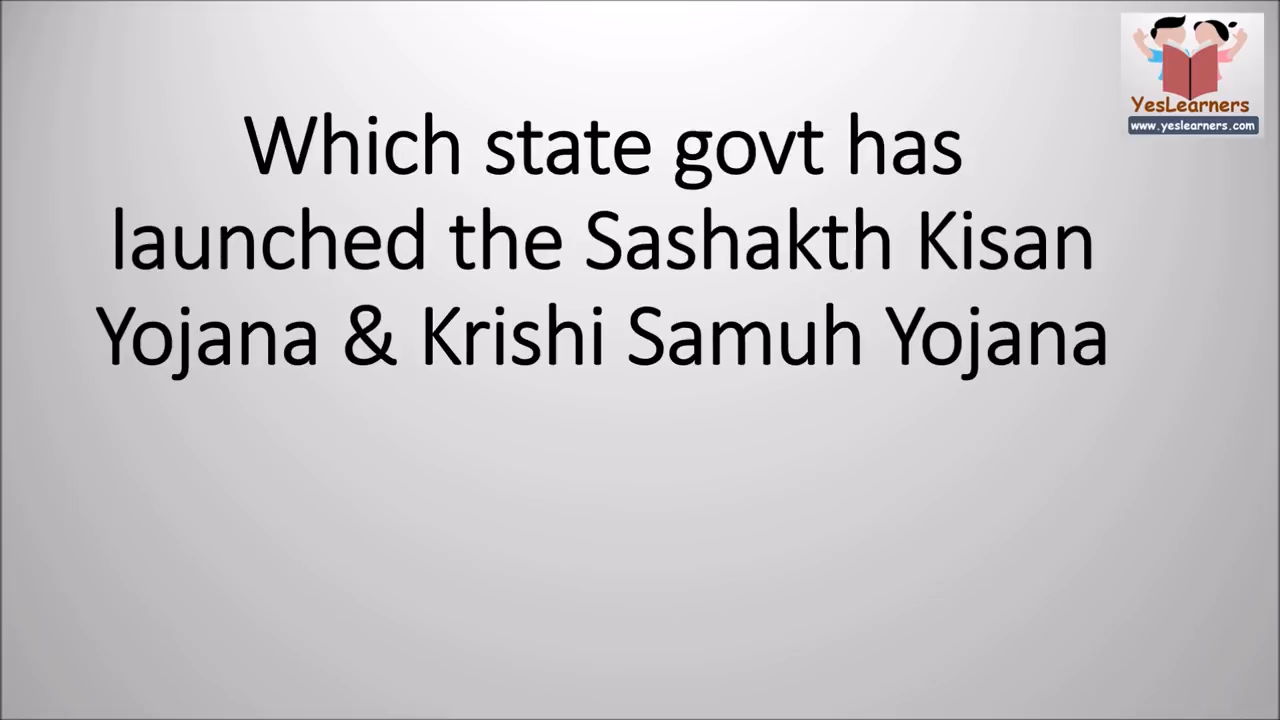 YesLearners
www.yeslearners.com
Which state govt has
launched the Sashakth Kisan
Yojana & Krishi Samuh Yojana